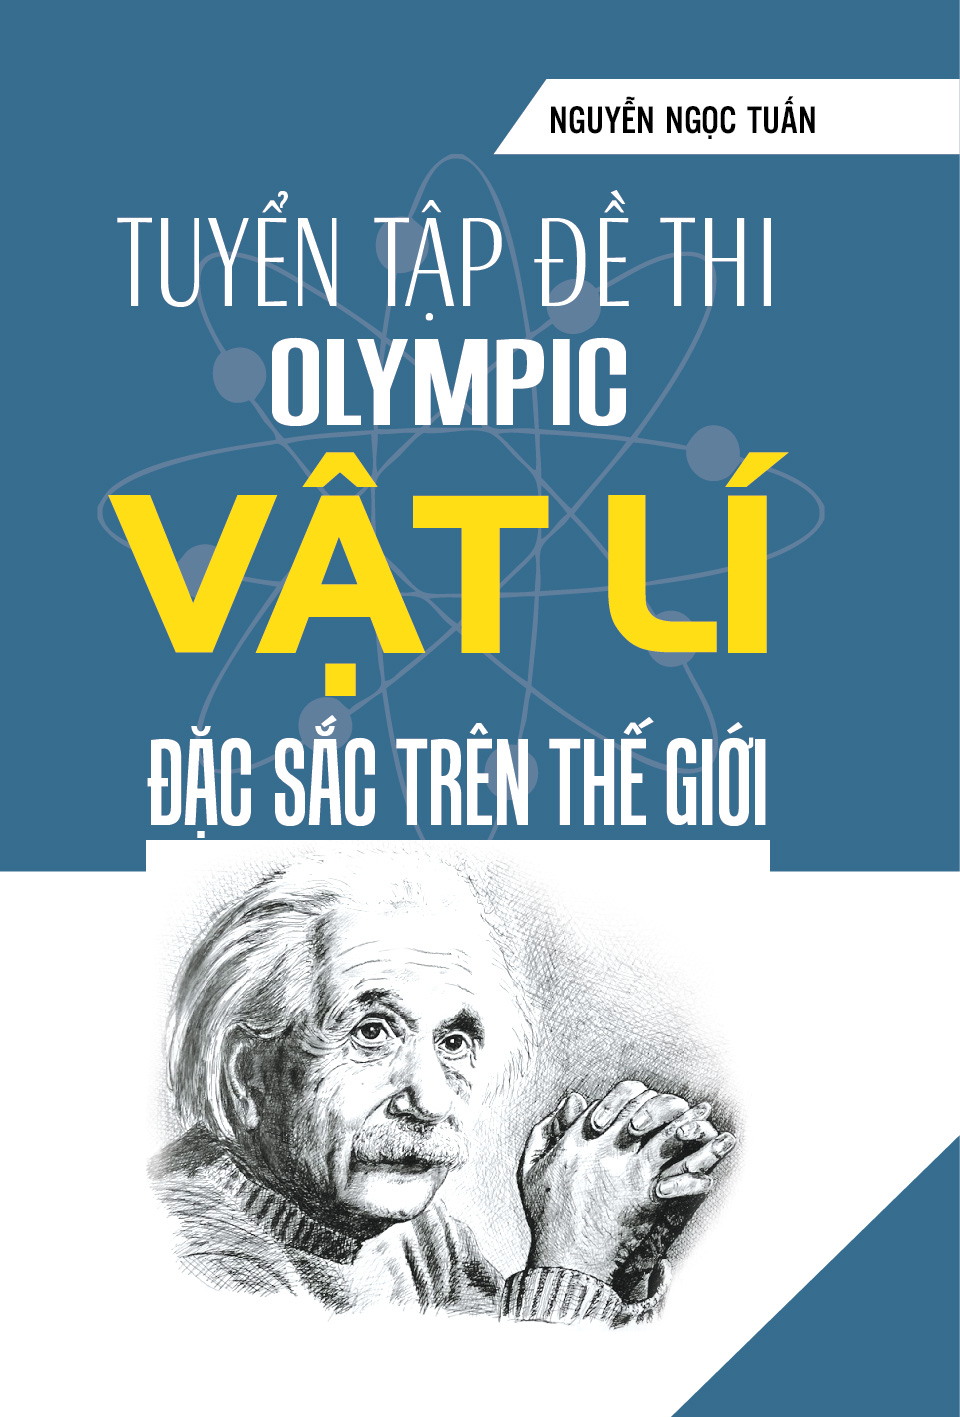 NGUYỄN NGỌC TUẤN
TUYỂN TẬP ĐỀ THI
OLYMPIC
VẬT LÍ
ĐẶC SẮC TRÊN THẾ GIỚI